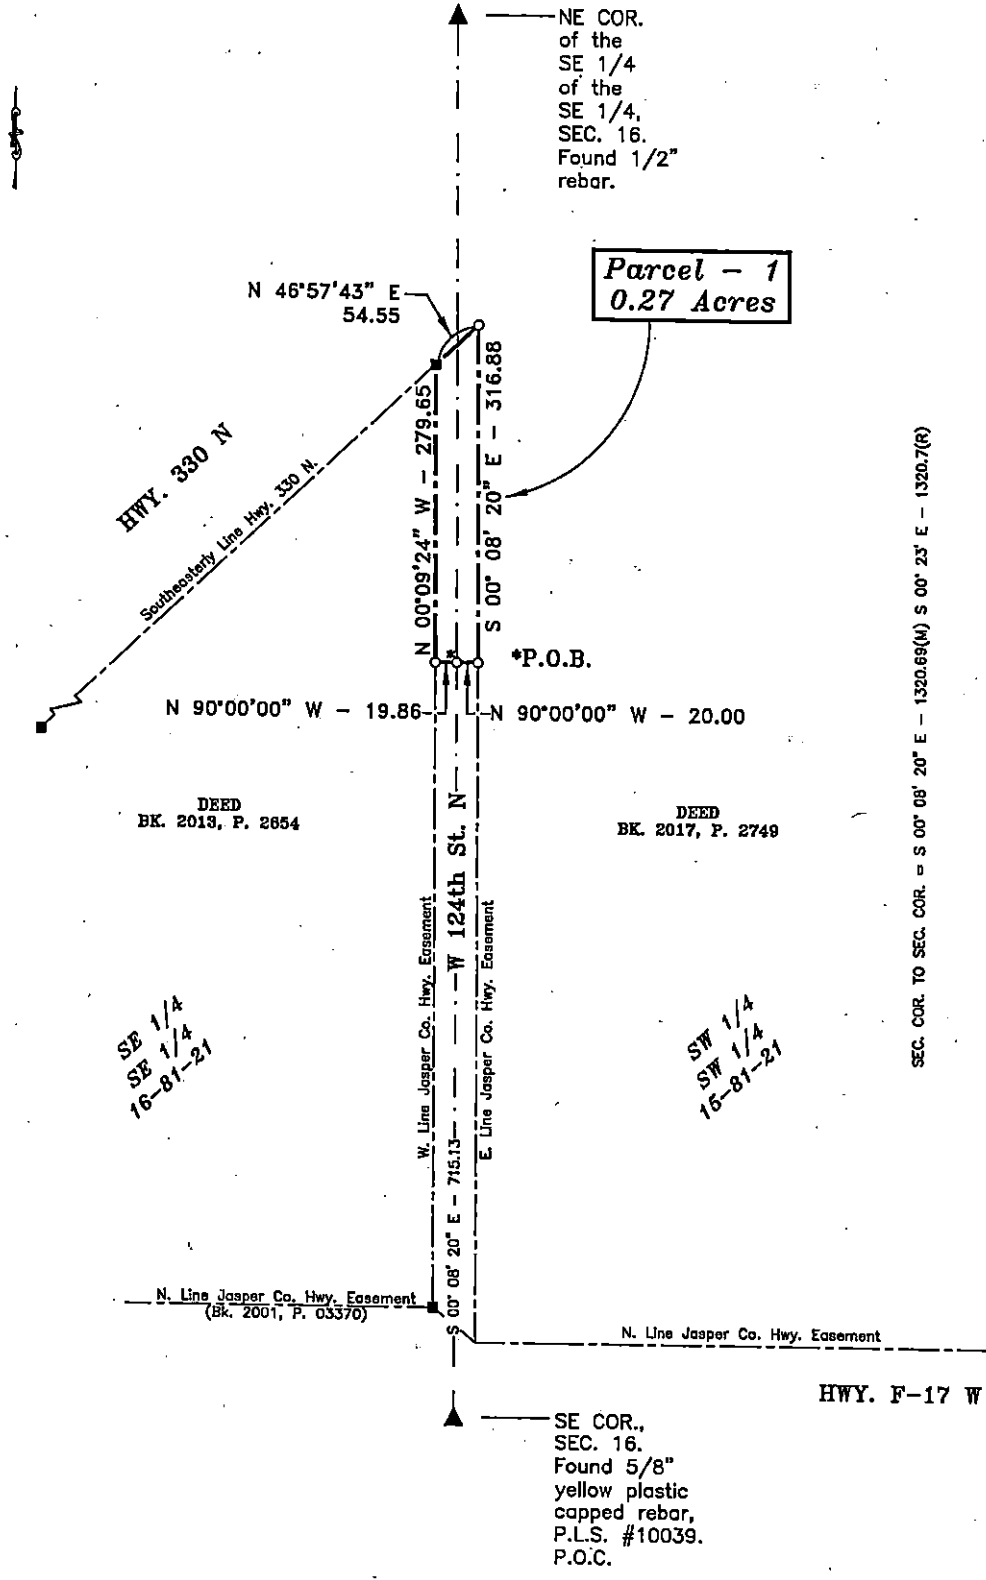 NE COR.
of the
SE 1/4
of the
SE 1/4,
SEC. 16.
Found 1/2"
rebar.
Parcel - 1
0.27 Acres
N 46°57'43" E
54.55
HWY. 330 N
Southeasterly Line Hwy. 330 N.
N 00°09'24" W - 279.65
S 00° 08' 20" E - 316.88
*
*P.O.B.
N 90°00'00" W - 19.86
N 90°00'00" W - 20.00
DEED
BK. 2013, P. 2654
DEED
BK. 2017, P. 2749
W 124th St. N
W. Line Jasper Co. Hwy. Easement
E. Line Jasper Co. Hwy. Easement
S 00° 08' 20" E - 715.13
SEC. COR. TO SEC. COR. = S 00° 08' 20" E - 1320.69(M) S 00° 23' E - 1320.7(R)
SE 1/4
SE 1/4
16-81-21
SW 1/4
SW 1/4
15-81-21
N. Line Jasper Co. Hwy. Easement
(Bk. 2001, P. 03370)
N. Line Jasper Co. Hwy. Easement
HWY. F-17 W
SE COR.,
SEC. 16.
Found 5/8"
yellow plastic
capped rebar,
P.L.S. #10039.
P.O.C.